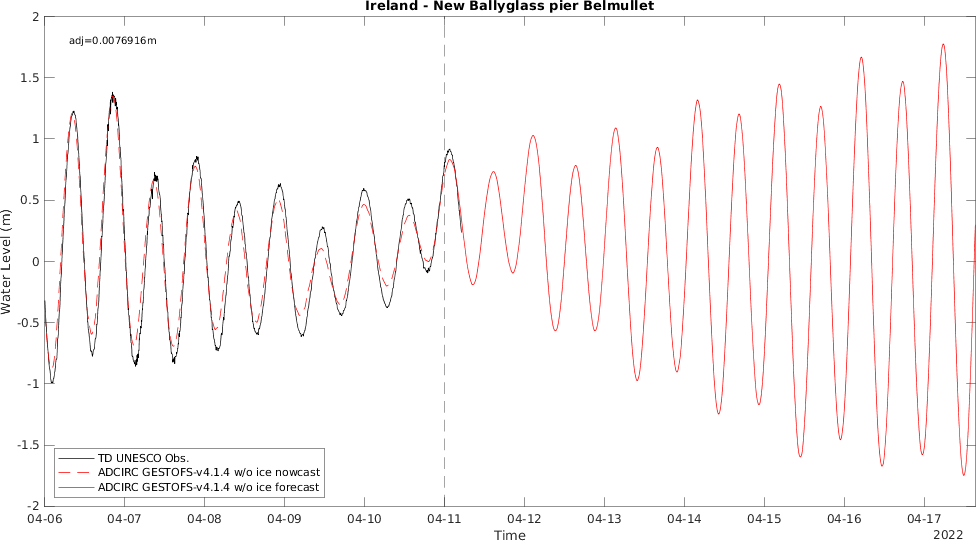 Ireland - New Ballyglass pier Belmullet
adj=0.0076916m
2
1.5
1
0.5
0
-0.5
-1
-1.5
-2
Water Level (m)
TD UNESCO Obs.
ADCIRC GESTOFS-v4.1.4 w/o ice nowcast
ADCIRC GESTOFS-v4.1.4 w/o ice forecast
04-06 04-07 04-08 04-09 04-10 04-11 04-12 04-13 04-14 04-15 04-16 04-17
Time
2022